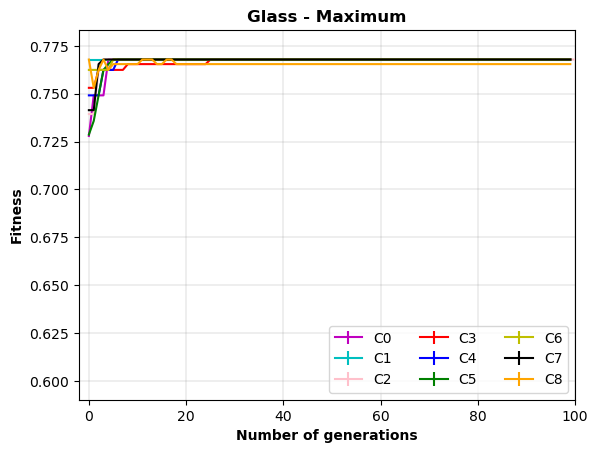 Glass - Maximum
0.775
0.750
0.725
0.700
0.675
0.650
0.625
0.600
Fitness
C0 C3 C6
C1 C4 C7
C2 C5 C8
0 20 40 60 80 100
Number of generations